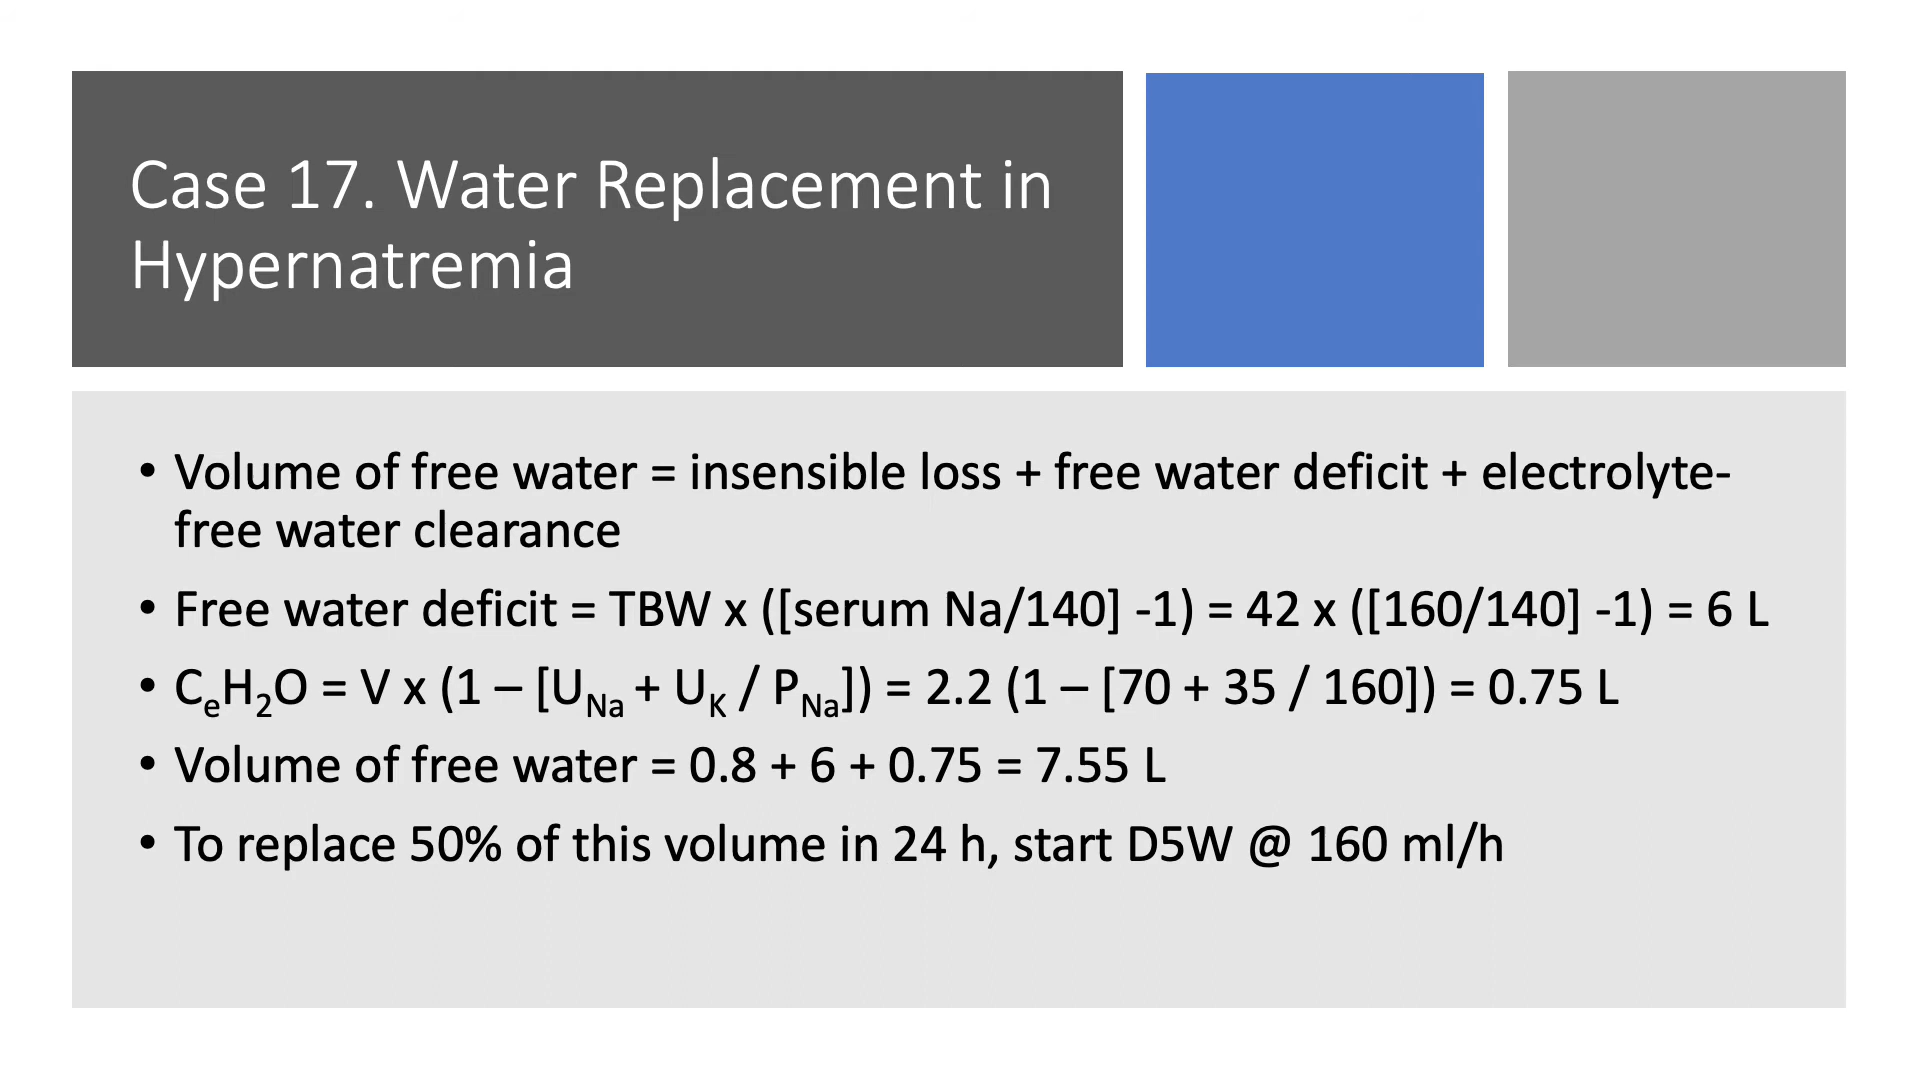 Case 17. Water Replacement in
Hypernatremia
• Volume of free water = insensible loss + free water deficit + electrolyte-
free water clearance
• Free water deficit = TBW x ([serum Na/140] -1) = 42 x ([160/140] -1) = 6 L
• CₑH₂O = V x (1 – [U_Na + U_K / P_Na]) = 2.2 (1 – [70 + 35 / 160]) = 0.75 L
• Volume of free water = 0.8 + 6 + 0.75 = 7.55 L
• To replace 50% of this volume in 24 h, start D5W @ 160 ml/h